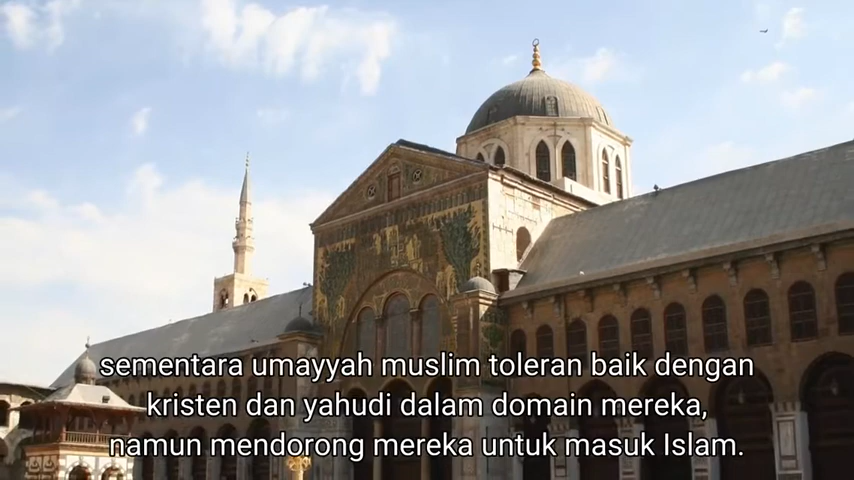 sementara umayyah muslim toleran baik dengan
kristen dan yahudi dalam domain mereka,
namun mendorong mereka untuk masuk Islam.